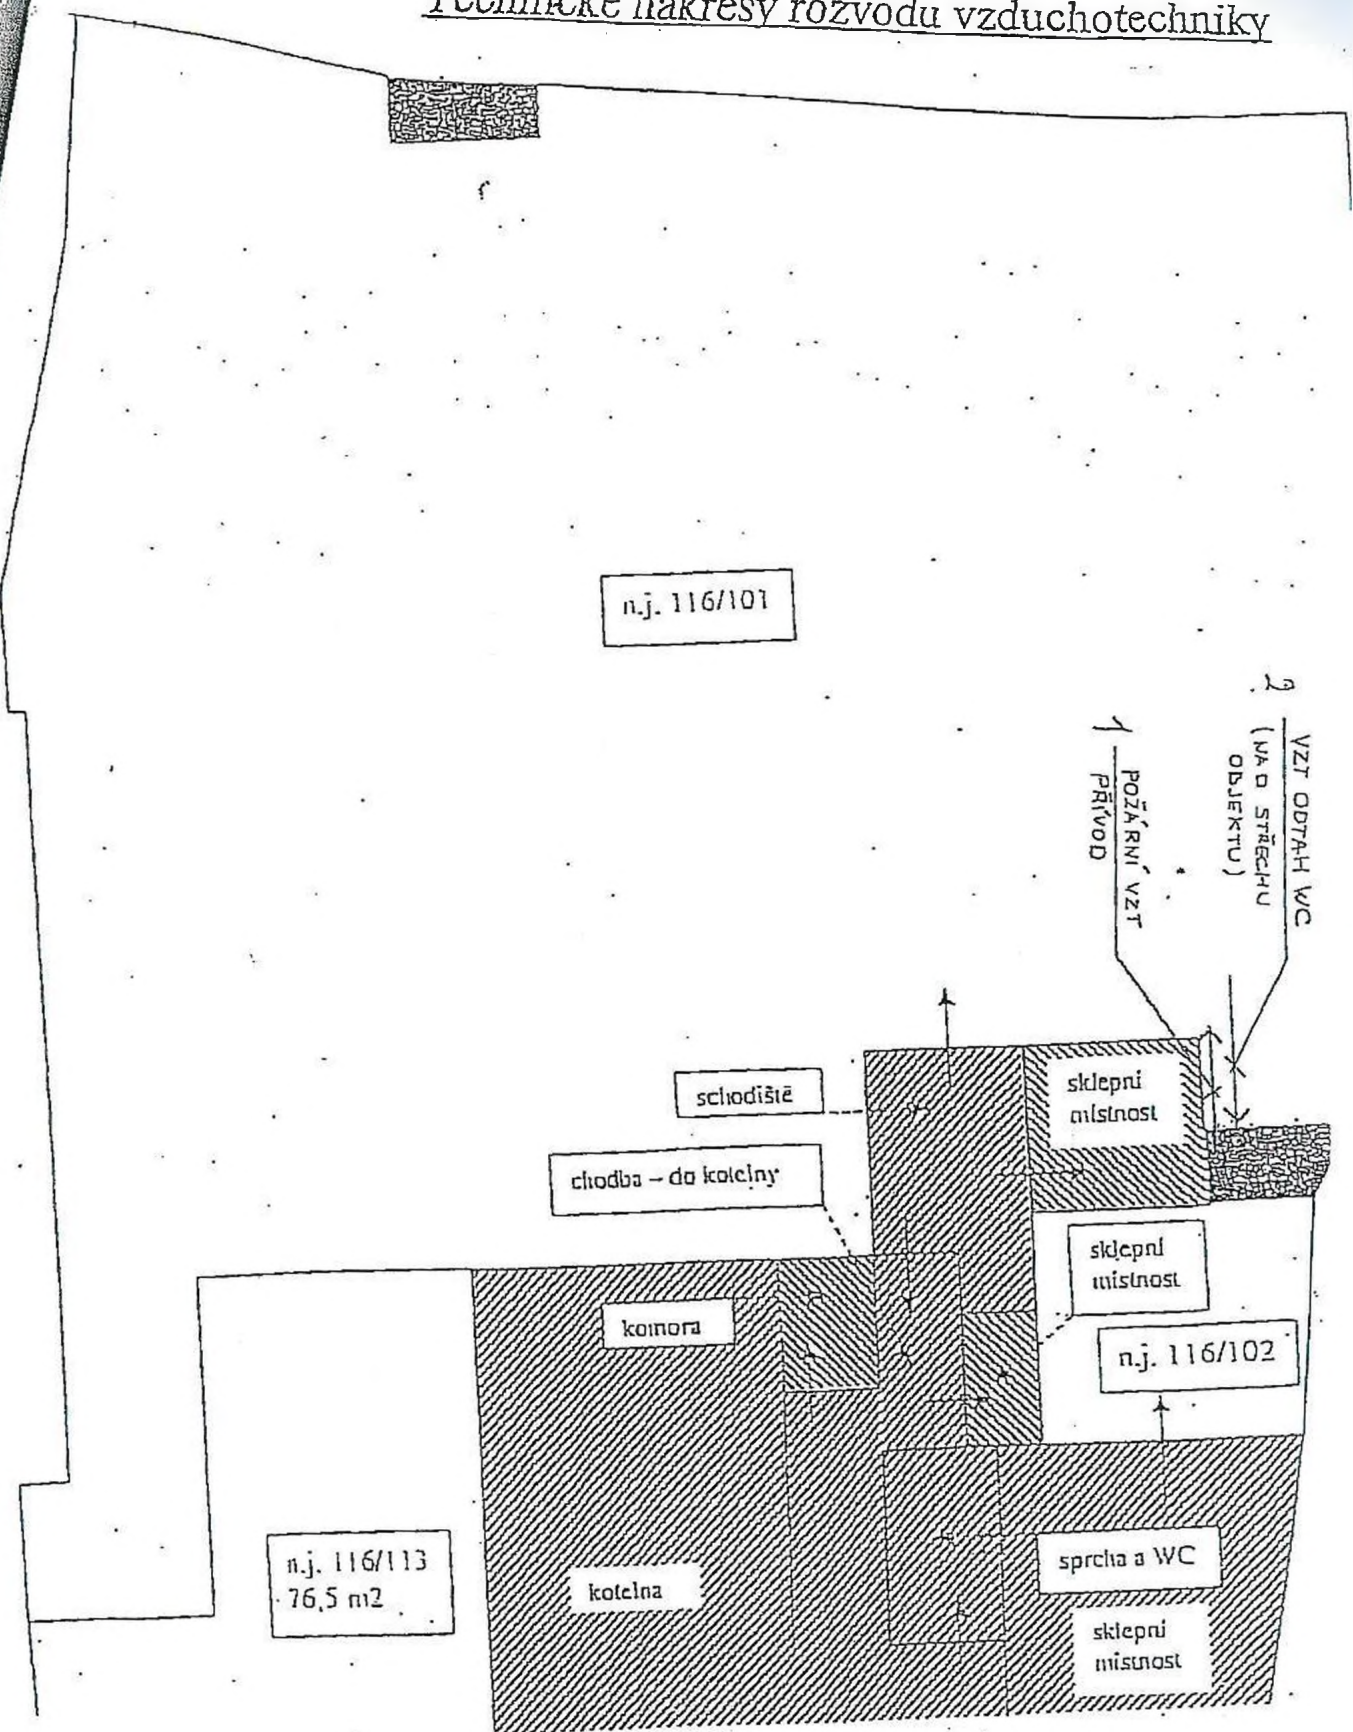 Technické nákresy rozvodu vzduchotechniky
n.j. 116/101
2
VZT ODTAH WC
(NAD STŘECHU
OBJEKTU)
1
POŽÁRNÍ VZT
PŘÍVOD
schodiště
sklepní
místnost
chodba – do kotelny
sklepní
místnost
komora
n.j. 116/102
n.j. 116/113
76,5 m2
kotelna
sprcha a WC
sklepní
místnost